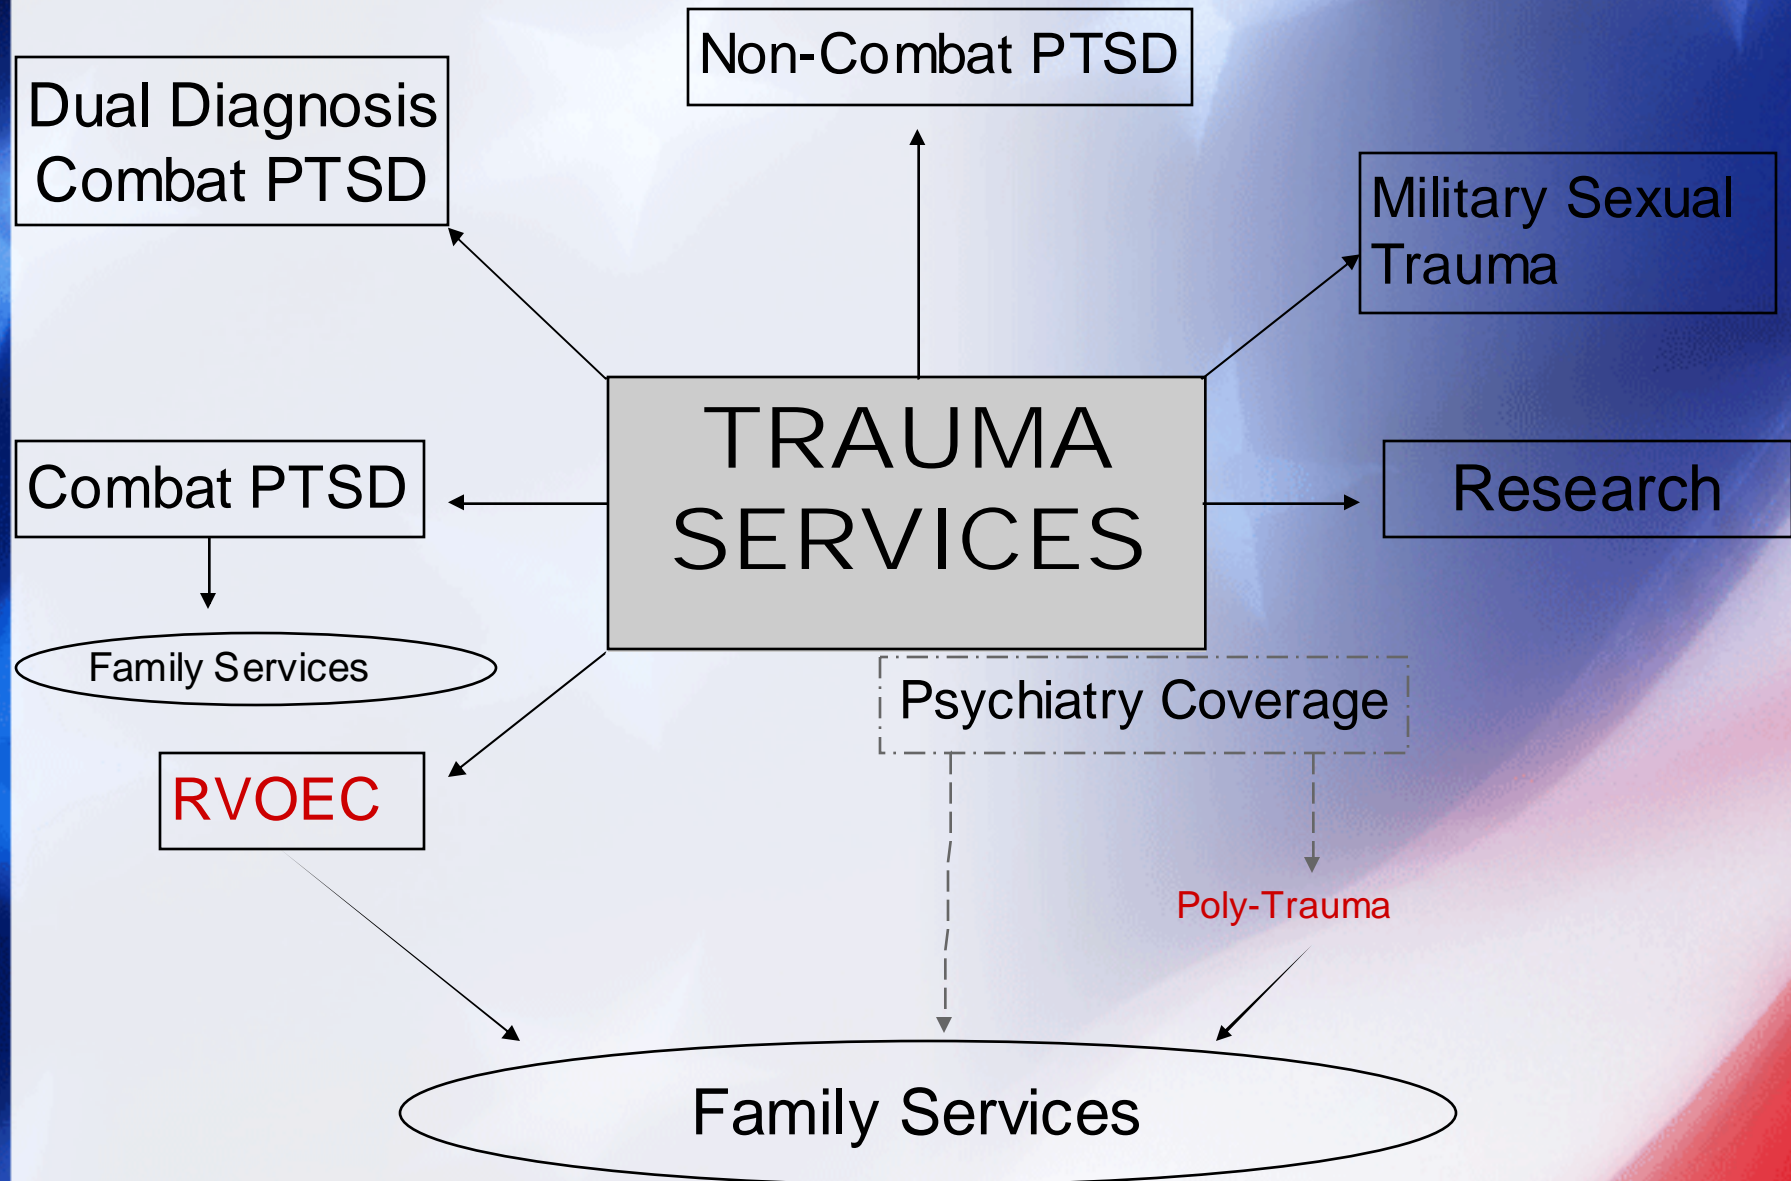 Non-Combat PTSD
Dual Diagnosis
Combat PTSD
Military Sexual
Trauma
TRAUMA
SERVICES
Combat PTSD
Research
Family Services
Psychiatry Coverage
RVOEC
Poly-Trauma
Family Services